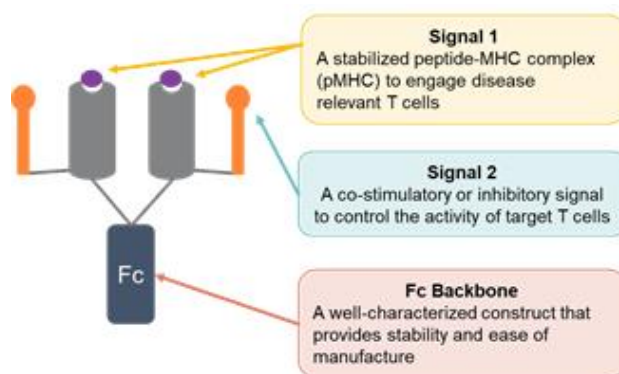 Signal 1
A stabilized peptide-MHC complex
(pMHC) to engage disease
relevant T cells
Signal 2
A co-stimulatory or inhibitory signal
to control the activity of target T cells
Fc
Fc Backbone
A well-characterized construct that
provides stability and ease of
manufacture